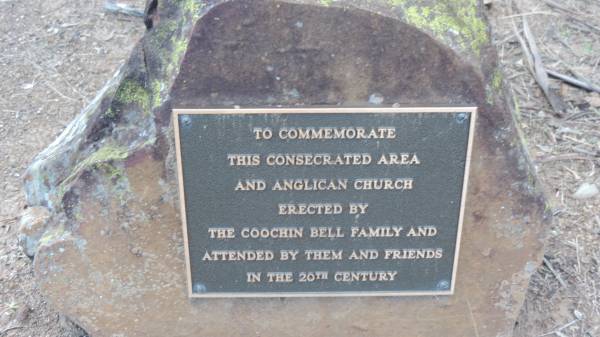 TO COMMEMORATE
THIS CONSECRATED AREA
AND ANGLICAN CHURCH
ERECTED BY
THE COOCHIN BELL FAMILY AND
ATTENDED BY THEM AND FRIENDS
IN THE 20TH CENTURY